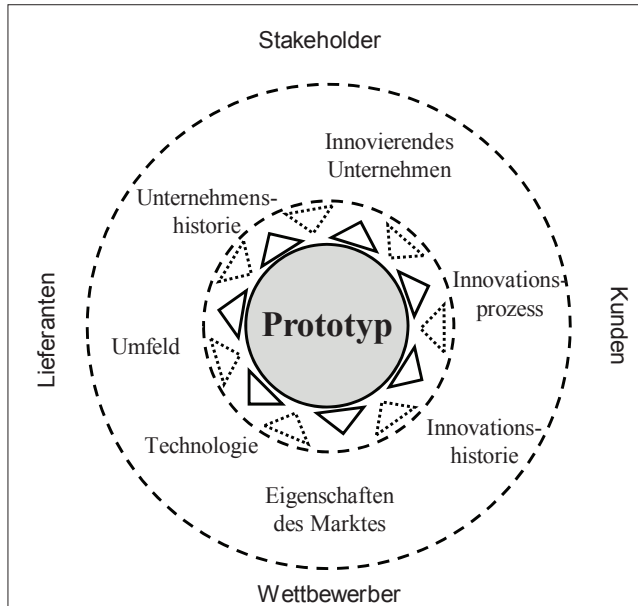 Stakeholder
Innovierendes
Unternehmen
Unternehmens-
historie
Innovations-
prozess
Prototyp
Lieferanten
Kunden
Umfeld
Technologie
Innovations-
historie
Eigenschaften
des Marktes
Wettbewerber